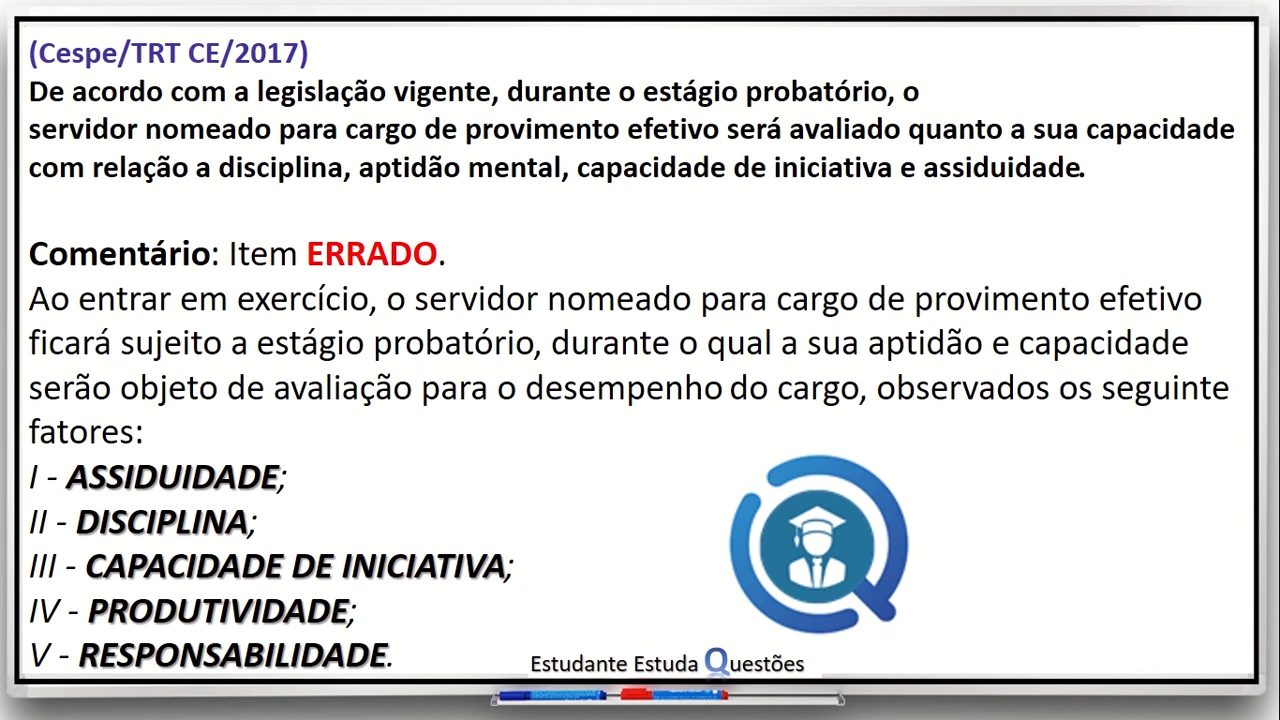 (Cespe/TRT CE/2017)
De acordo com a legislação vigente, durante o estágio probatório, o
servidor nomeado para cargo de provimento efetivo será avaliado quanto a sua capacidade
com relação a disciplina, aptidão mental, capacidade de iniciativa e assiduidade.
Comentário: Item ERRADO.
Ao entrar em exercício, o servidor nomeado para cargo de provimento efetivo
ficará sujeito a estágio probatório, durante o qual a sua aptidão e capacidade
serão objeto de avaliação para o desempenho do cargo, observados os seguinte
fatores:
I - ASSIDUIDADE;
II - DISCIPLINA;
III - CAPACIDADE DE INICIATIVA;
IV - PRODUTIVIDADE;
V - RESPONSABILIDADE.
Estudante Estuda Questões